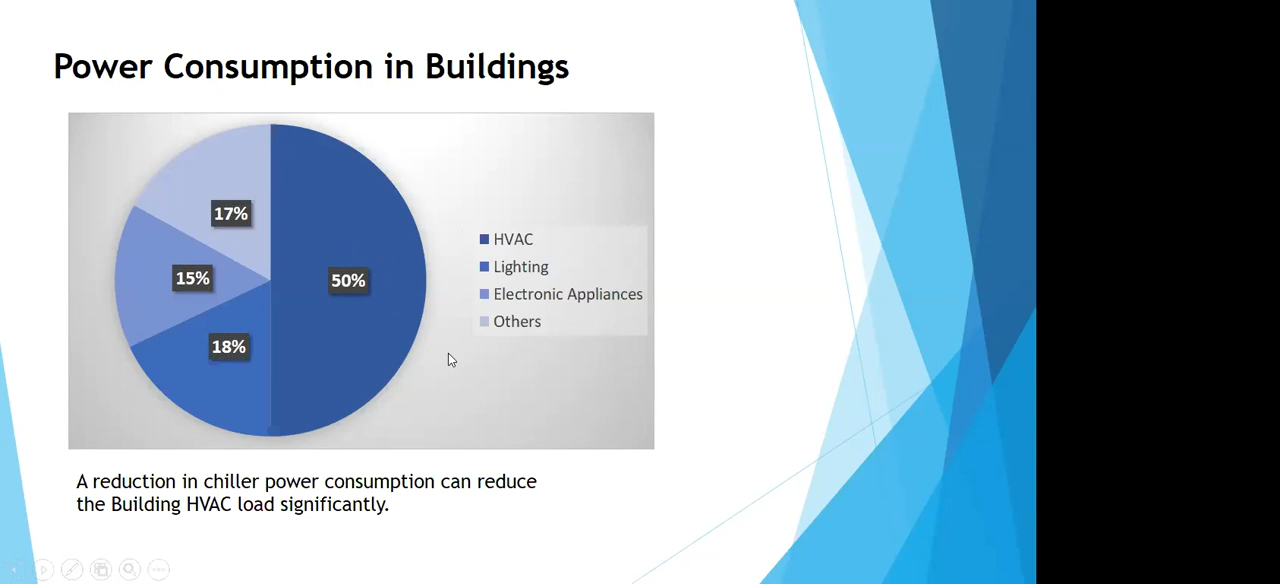 Power Consumption in Buildings
17%
15%
50%
18%
HVAC
Lighting
Electronic Appliances
Others
A reduction in chiller power consumption can reduce
the Building HVAC load significantly.